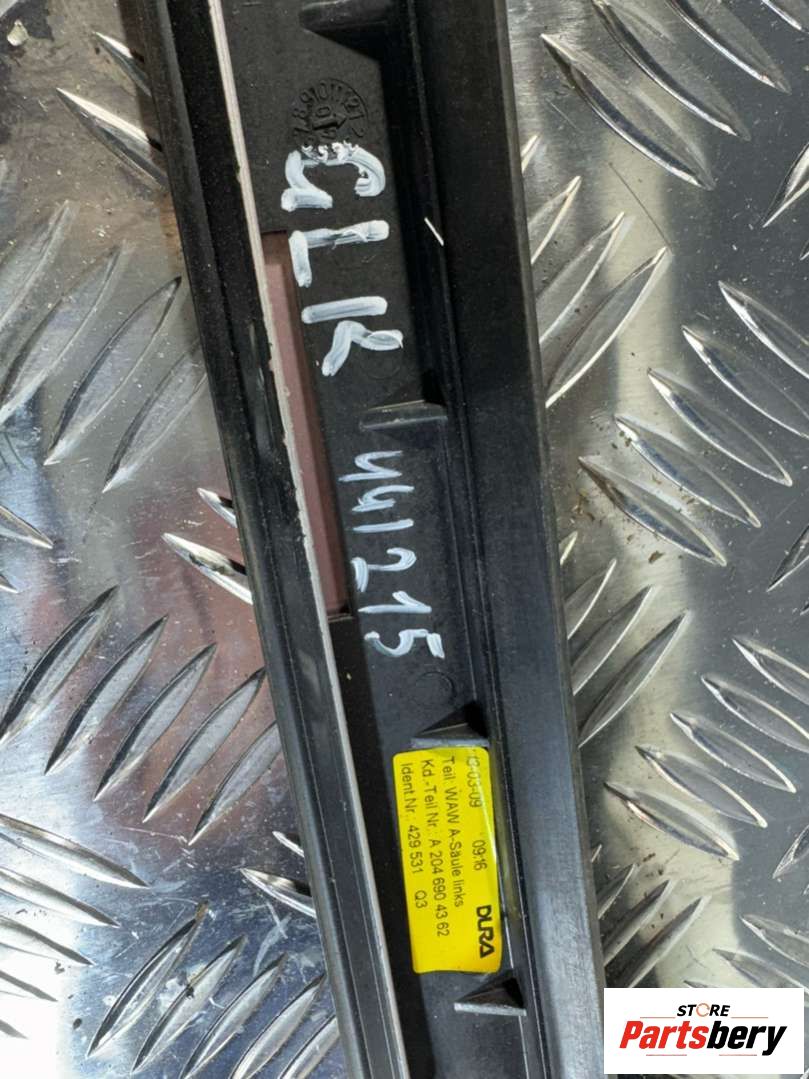 GLK
441215
13-03-09 09:16 DURA
Teil: WAW A-Säule links
Kd.-Teil Nr.: A 204 690 43 62
Ident.Nr.: 429 531 Q3
STORE
Partsbery